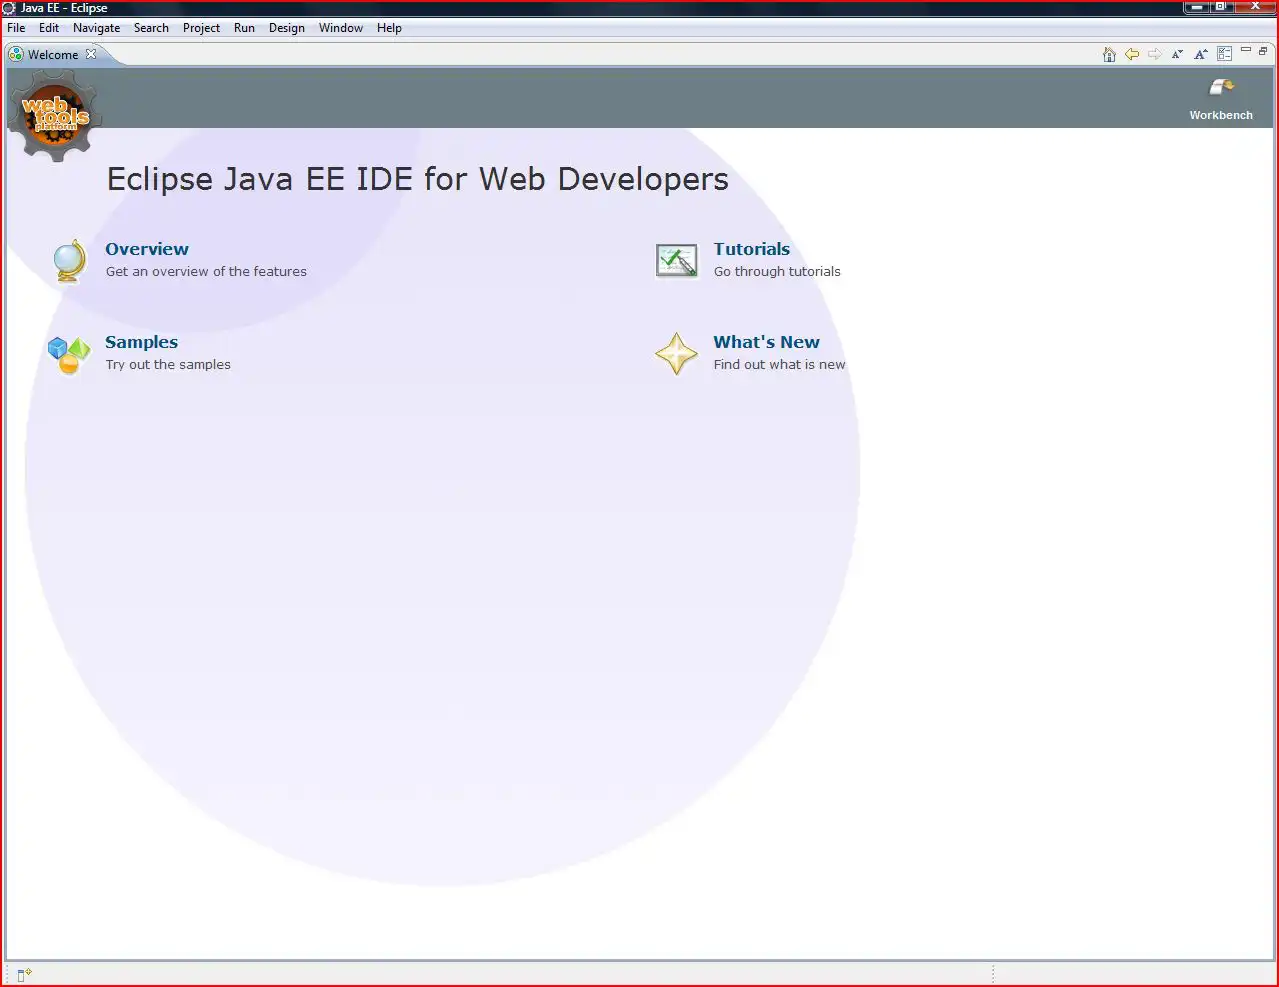 Java EE - Eclipse
File Edit Navigate Search Project Run Design Window Help
Welcome
web
tools
platform
Workbench
Eclipse Java EE IDE for Web Developers
Overview
Get an overview of the features
Tutorials
Go through tutorials
Samples
Try out the samples
What's New
Find out what is new